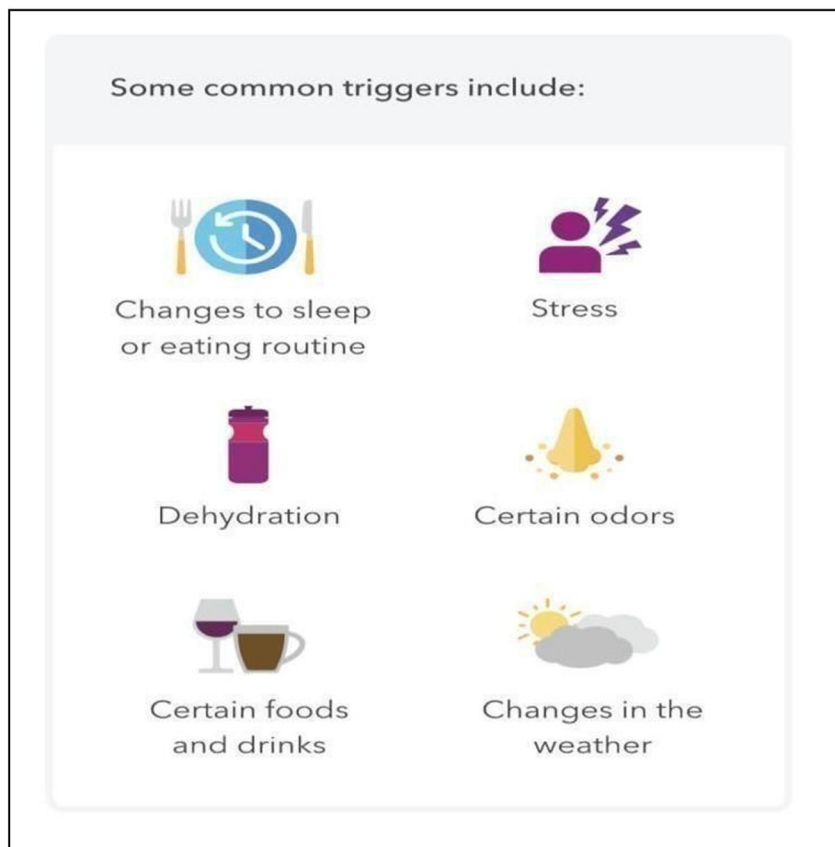 Some common triggers include:
Changes to sleep
or eating routine
Stress
Dehydration
Certain odors
Certain foods
and drinks
Changes in the
weather